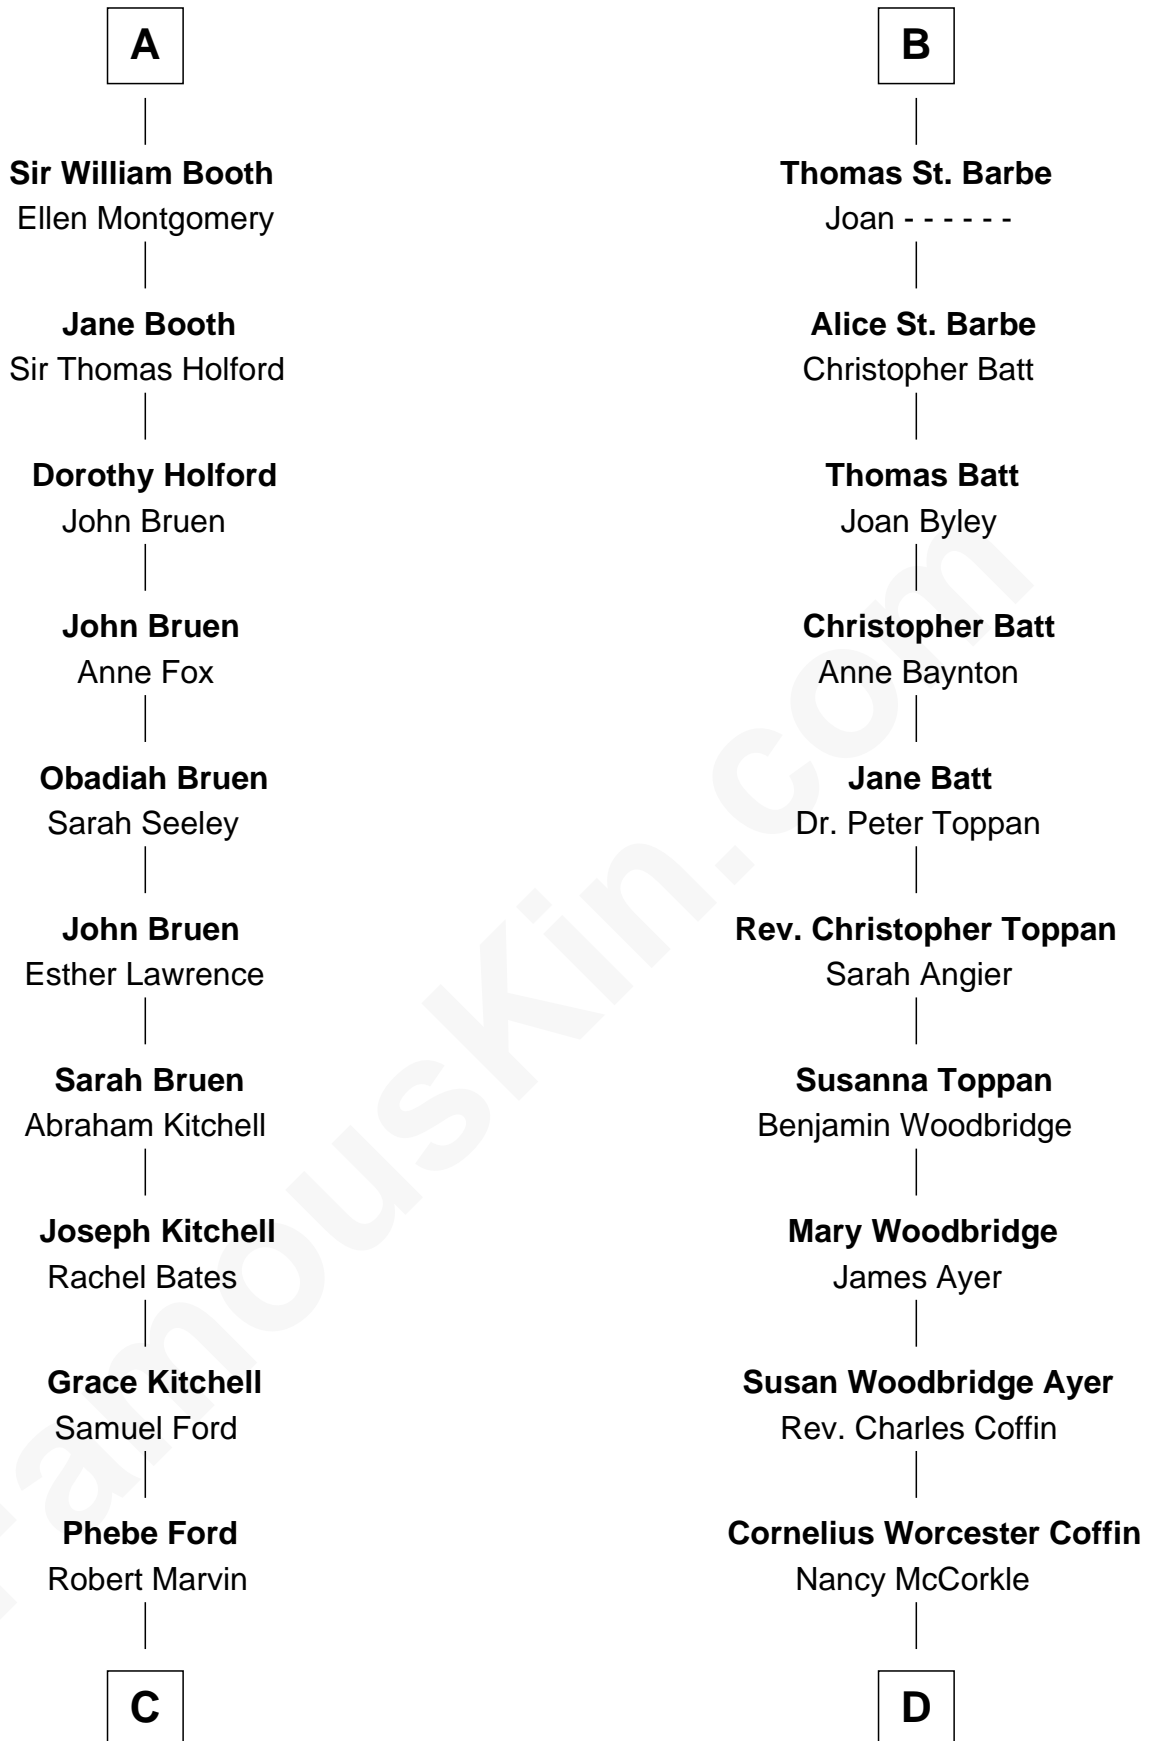 A
Sir William Booth
Ellen Montgomery
Jane Booth
Sir Thomas Holford
Dorothy Holford
John Bruen
John Bruen
Anne Fox
Obadiah Bruen
Sarah Seeley
John Bruen
Esther Lawrence
Sarah Bruen
Abraham Kitchell
Joseph Kitchell
Rachel Bates
Grace Kitchell
Samuel Ford
Phebe Ford
Robert Marvin
C
B
Thomas St. Barbe
Joan - - - - - -
Alice St. Barbe
Christopher Batt
Thomas Batt
Joan Byley
Christopher Batt
Anne Baynton
Jane Batt
Dr. Peter Toppan
Rev. Christopher Toppan
Sarah Angier
Susanna Toppan
Benjamin Woodbridge
Mary Woodbridge
James Ayer
Susan Woodbridge Ayer
Rev. Charles Coffin
Cornelius Worcester Coffin
Nancy McCorkle
D
FamousKin.com